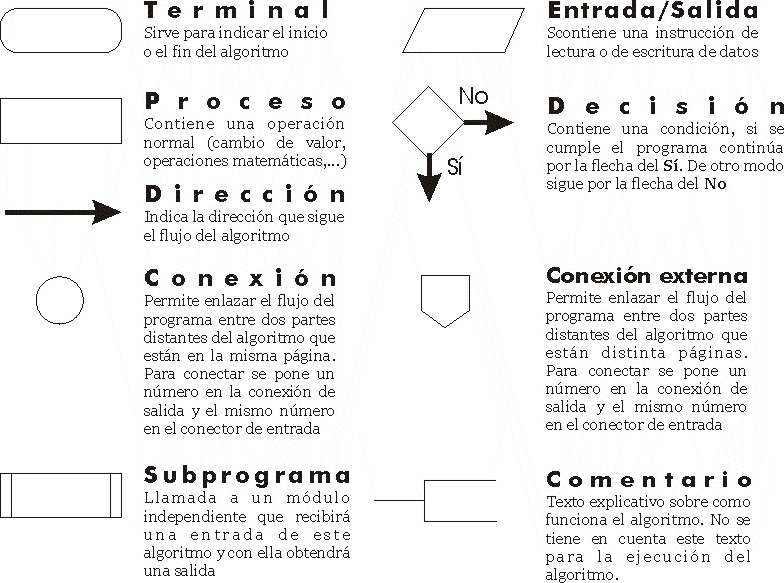 Terminal
Sirve para indicar el inicio
o el fin del algoritmo
Entrada/Salida
Scontiene una instrucción de
lectura o de escritura de datos
Proceso
Contiene una operación
normal (cambio de valor,
operaciones matemáticas,...)
No
Sí
Decisión
Contiene una condición, si se
cumple el programa continúa
por la flecha del Sí. De otro modo
sigue por la flecha del No
Dirección
Indica la dirección que sigue
el flujo del algoritmo
Conexión
Permite enlazar el flujo del
programa entre dos partes
distantes del algoritmo que
están en la misma página.
Para conectar se pone un
número en la conexión de
salida y el mismo número
en el conector de entrada
Conexión externa
Permite enlazar el flujo del
programa entre dos partes
distantes del algoritmo que
están distinta páginas.
Para conectar se pone un
número en la conexión de
salida y el mismo número
en el conector de entrada
Subprograma
Llamada a un módulo
independiente que recibirá
una entrada de este
algoritmo y con ella obtendrá
una salida
Comentario
Texto explicativo sobre como
funciona el algoritmo. No se
tiene en cuenta este texto
para la ejecución del
algoritmo.